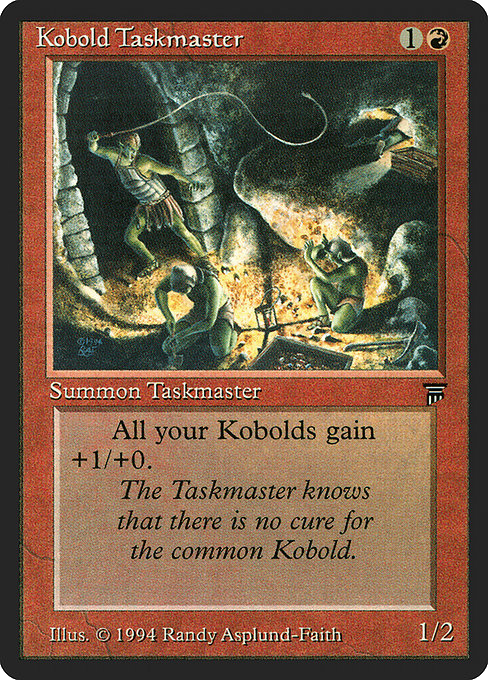 Kobold Taskmaster 1
Summon Taskmaster
All your Kobolds gain
+1/+0.
The Taskmaster knows
that there is no cure for
the common Kobold.
Illus. © 1994 Randy Asplund-Faith 1/2